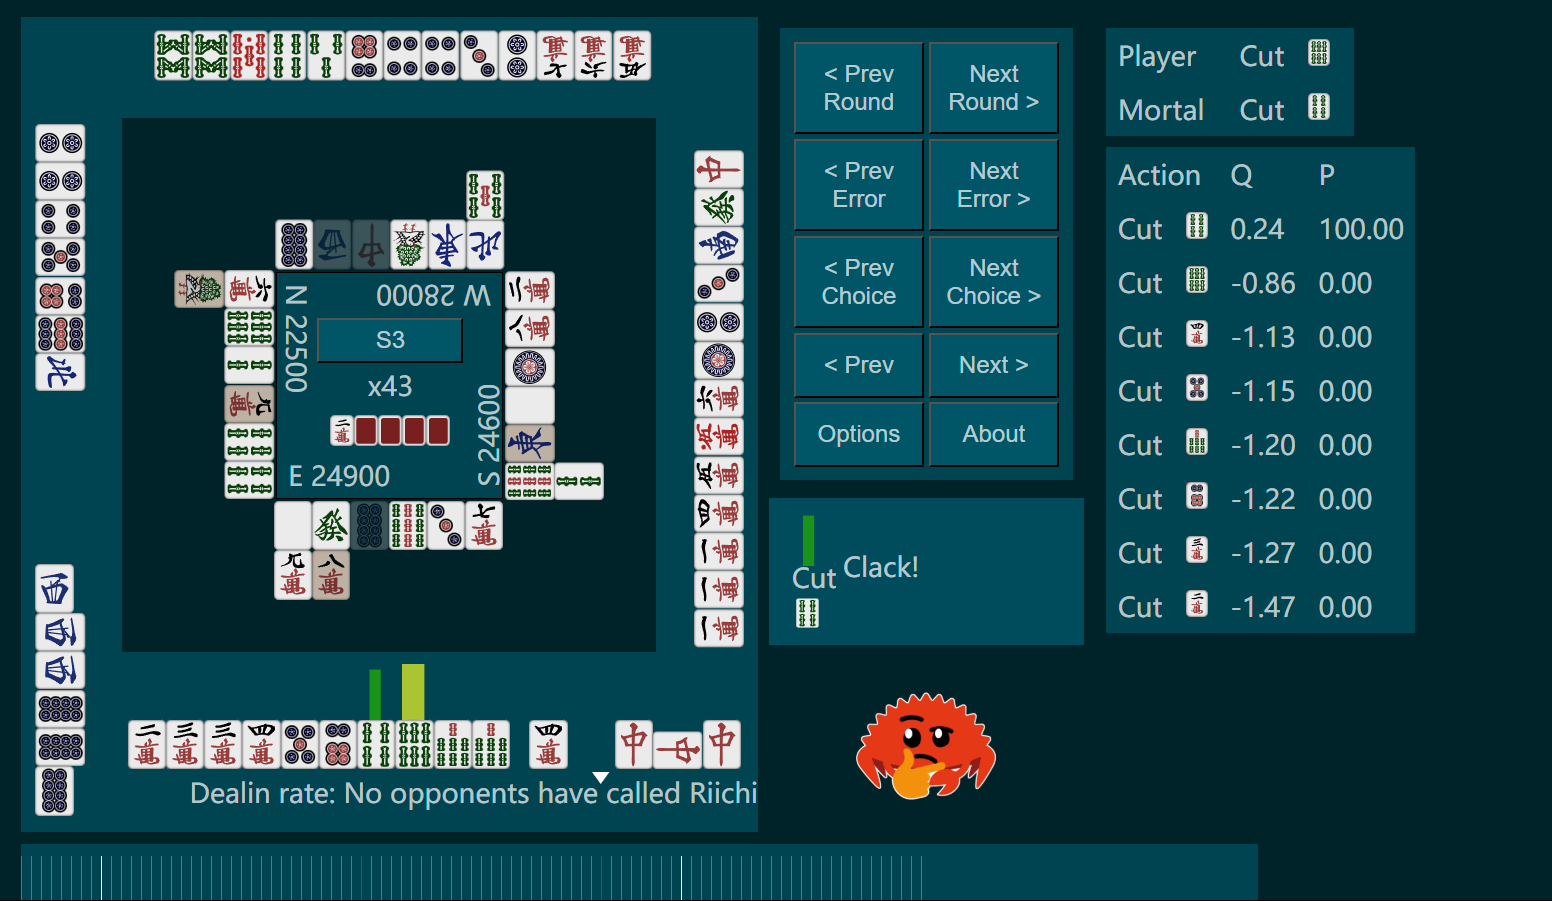 < Prev Round
Next Round >
< Prev Error
Next Error >
< Prev Choice
Next Choice >
< Prev
Next >
Options
About
Player Cut
Mortal Cut
Action Q P
Cut 0.24 100.00
Cut -0.86 0.00
Cut -1.13 0.00
Cut -1.15 0.00
Cut -1.20 0.00
Cut -1.22 0.00
Cut -1.27 0.00
Cut -1.47 0.00
W 28000
N 22500
S3
x43
S 24600
E 24900
Cut
Clack!
Dealin rate: No opponents have called Riichi